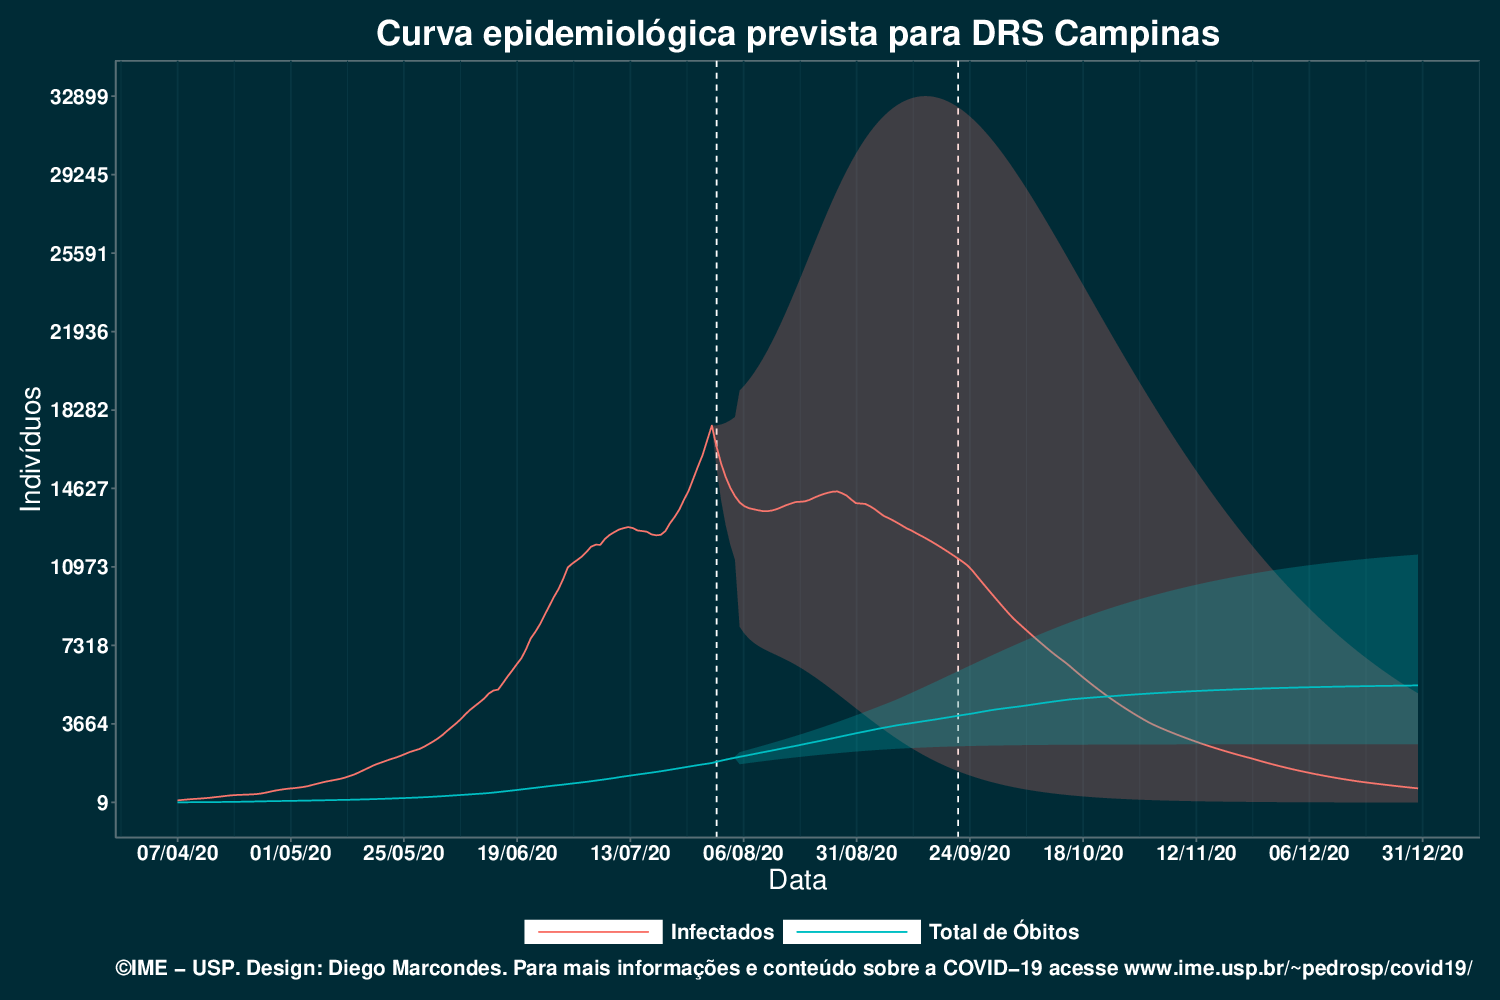 Curva epidemiológica prevista para DRS Campinas
Indivíduos
32899
29245
25591
21936
18282
14627
10973
7318
3664
9
07/04/20 01/05/20 25/05/20 19/06/20 13/07/20 06/08/20 31/08/20 24/09/20 18/10/20 12/11/20 06/12/20 31/12/20
Data
Infectados Total de Óbitos
©IME − USP. Design: Diego Marcondes. Para mais informações e conteúdo sobre a COVID−19 acesse www.ime.usp.br/~pedrosp/covid19/